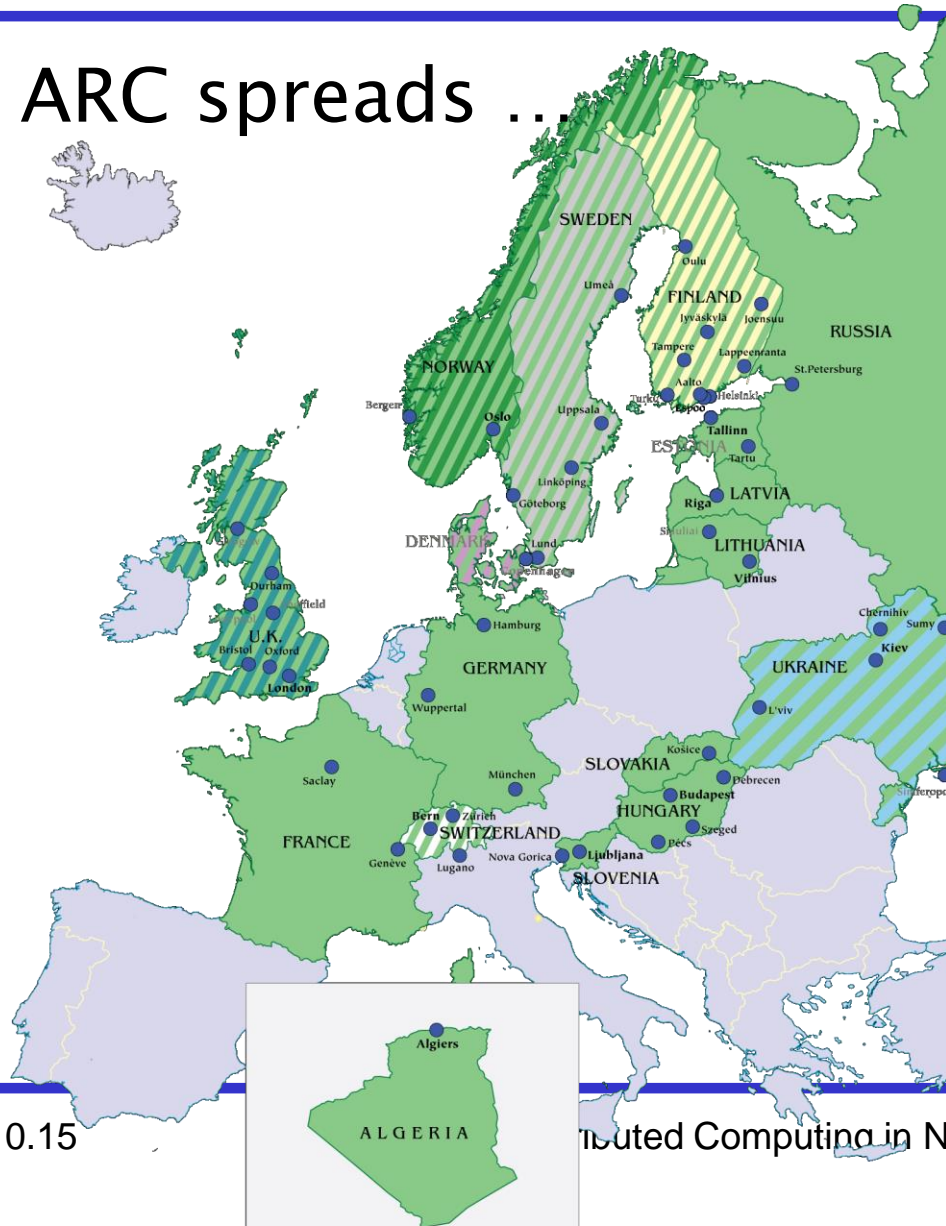 ARC spreads ...
SWEDEN
Oulu
Umeå
FINLAND
Joensuu
Jyväskylä
RUSSIA
Tampere
Lappeenranta
NORWAY
St.Petersburg
Aalto
Turku
Helsinki
Espoo
Bergen
Oslo
Uppsala
Tallinn
ESTONIA
Tartu
Linköping
Göteborg
Riga
LATVIA
Siauliai
DENMARK
Lund
LITHUANIA
Copenhagen
Vilnius
Durham
U.K.
Bristol
Oxford
London
Hamburg
Chernihiv
Sumy
Kiev
GERMANY
UKRAINE
Wuppertal
L'viv
Košice
SLOVAKIA
Saclay
München
Debrecen
Budapest
HUNGARY
Bern
Zürich
SWITZERLAND
Szeged
FRANCE
Pécs
Genève
Lugano
Nova Gorica
Ljubljana
SLOVENIA
Algiers
ALGERIA
0.15
ributed Computing in N